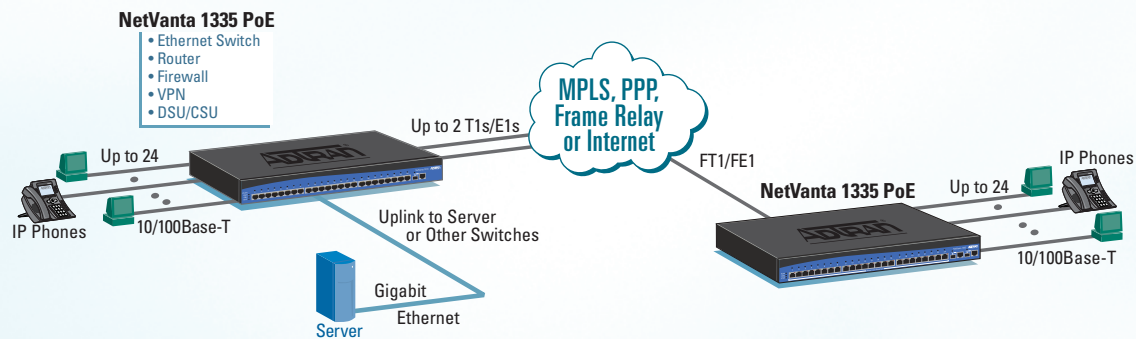 NetVanta 1335 PoE
• Ethernet Switch
• Router
• Firewall
• VPN
• DSU/CSU
Up to 24
IP Phones
10/100Base-T
ADTRAN
Up to 2 T1s/E1s
Uplink to Server
or Other Switches
Gigabit
Ethernet
Server
MPLS, PPP,
Frame Relay
or Internet
FT1/FE1
NetVanta 1335 PoE
ADTRAN
Up to 24
IP Phones
10/100Base-T